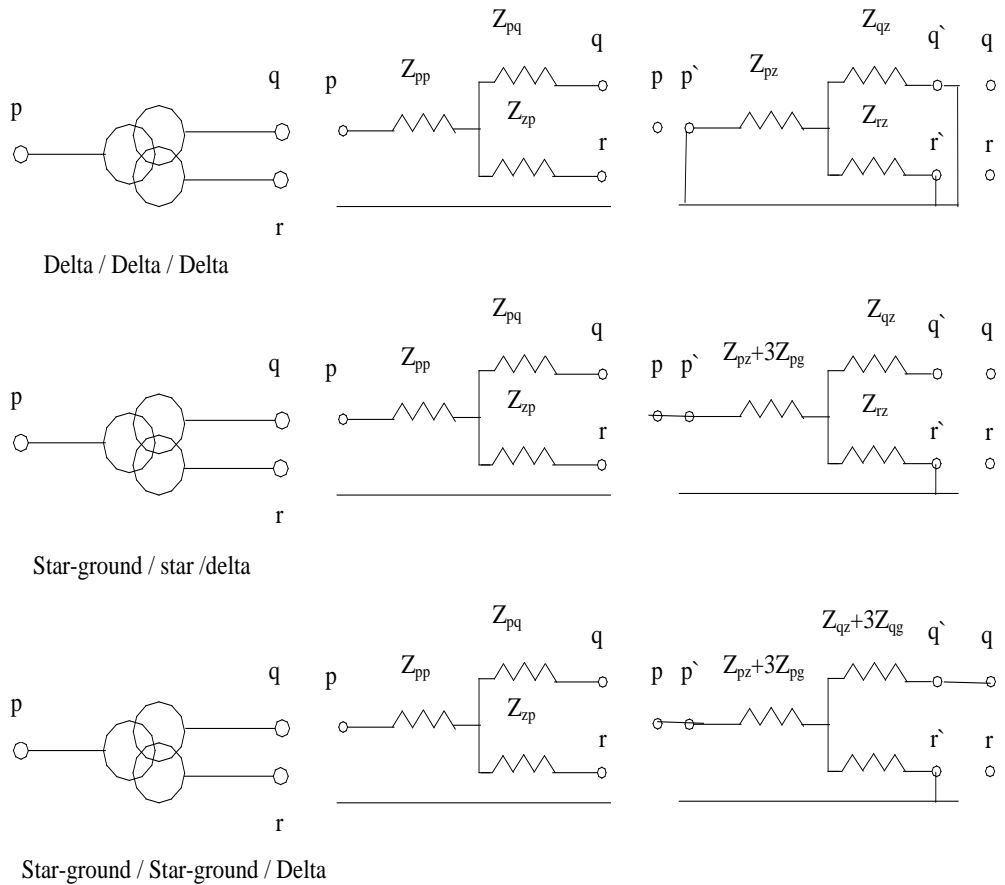 Z_pq
Z_qz
q
q
q`
q
p
Z_pp
p
p`
Z_pz
p
Z_zp
Z_rz
r
r`
r
r
Delta / Delta / Delta
Z_pq
Z_qz
q
q
q`
q
p
Z_pp
p
p`
Z_pz+3Z_pg
p
Z_zp
Z_rz
r
r`
r
r
Star-ground / star /delta
Z_pq
Z_qz+3Z_qg
q
q
q`
q
p
Z_pp
p
p`
Z_pz+3Z_pg
p
Z_zp
r
r`
r
r
Star-ground / Star-ground / Delta